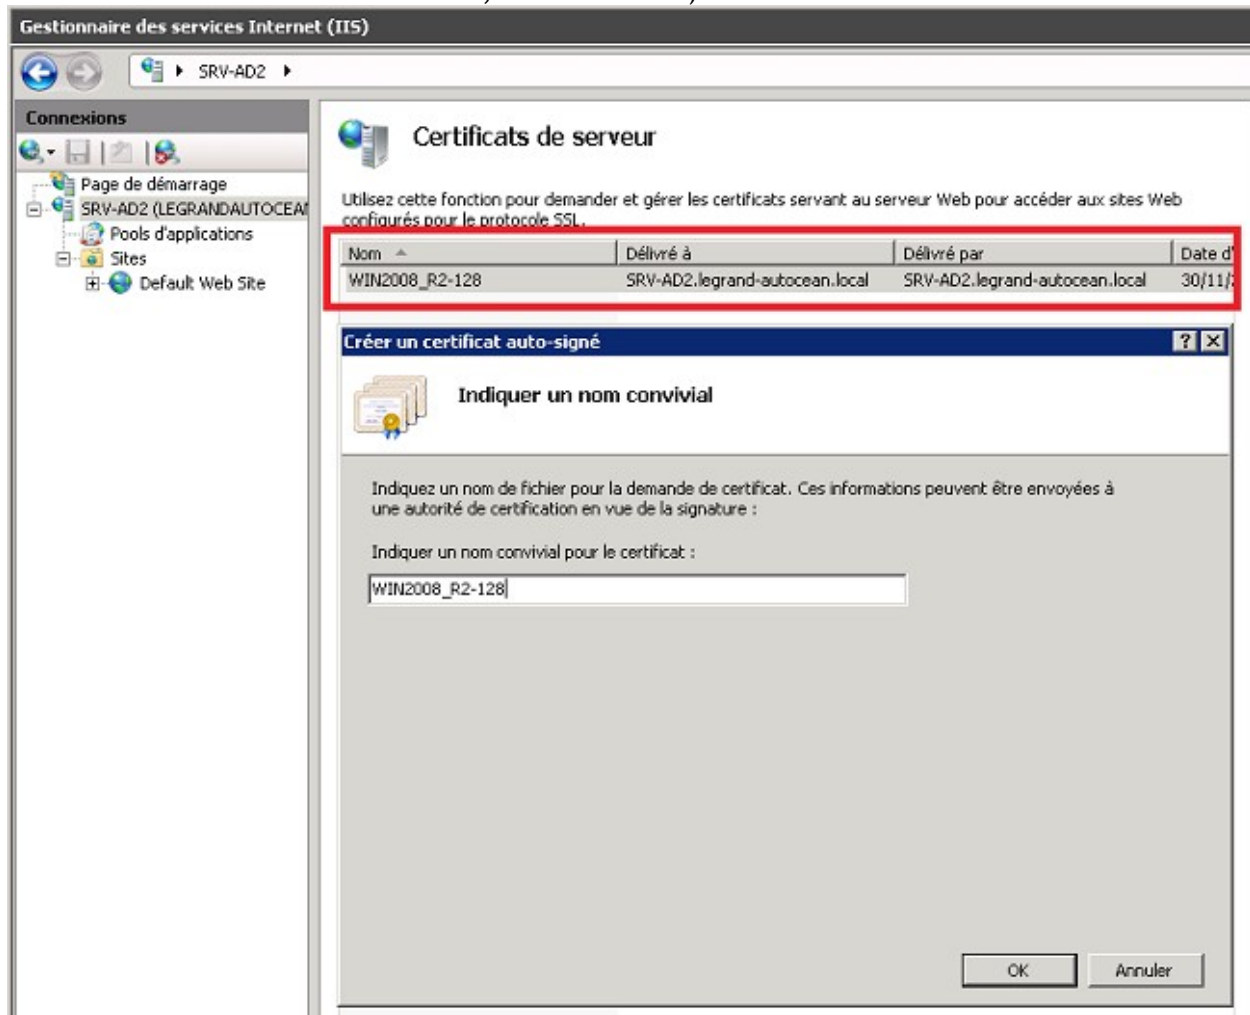 Gestionnaire des services Internet (IIS)
SRV-AD2
Connexions
Page de démarrage
SRV-AD2 (LEGRANDAUTOCEAN
Pools d'applications
Sites
Default Web Site
Certificats de serveur
Utilisez cette fonction pour demander et gérer les certificats servant au serveur Web pour accéder aux sites Web
configurés pour le protocole SSL.
Nom Délivré à Délivré par Date d'
WIN2008_R2-128 SRV-AD2.legrand-autocean.local SRV-AD2.legrand-autocean.local 30/11/
Créer un certificat auto-signé
Indiquer un nom convivial
Indiquez un nom de fichier pour la demande de certificat. Ces informations peuvent être envoyées à
une autorité de certification en vue de la signature :
Indiquer un nom convivial pour le certificat :
WIN2008_R2-128
OK Annuler